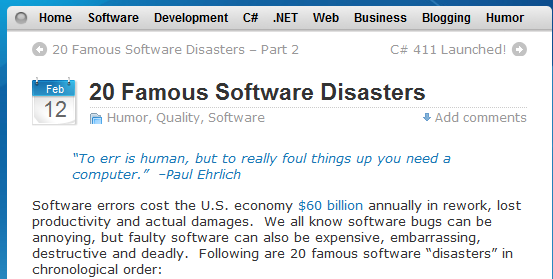 Home Software Development C# .NET Web Business Blogging Humor
20 Famous Software Disasters – Part 2 C# 411 Launched!
Feb
12
20 Famous Software Disasters
Humor, Quality, Software Add comments
“To err is human, but to really foul things up you need a
computer.” –Paul Ehrlich
Software errors cost the U.S. economy $60 billion annually in rework, lost
productivity and actual damages. We all know software bugs can be
annoying, but faulty software can also be expensive, embarrassing,
destructive and deadly. Following are 20 famous software “disasters” in
chronological order: